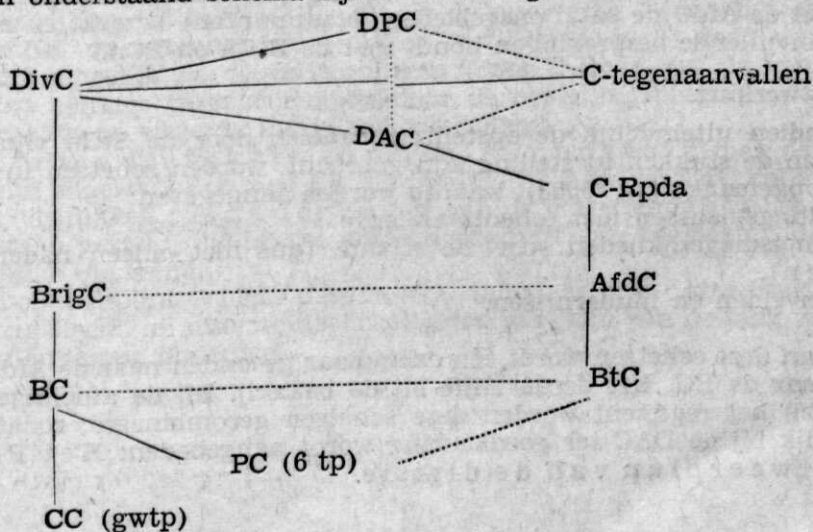 DPC
DivC C-tegenaanvallen
DAC
C-Rpda
BrigC AfdC
BC BtC
PC (6 tp)
CC (gwtp)